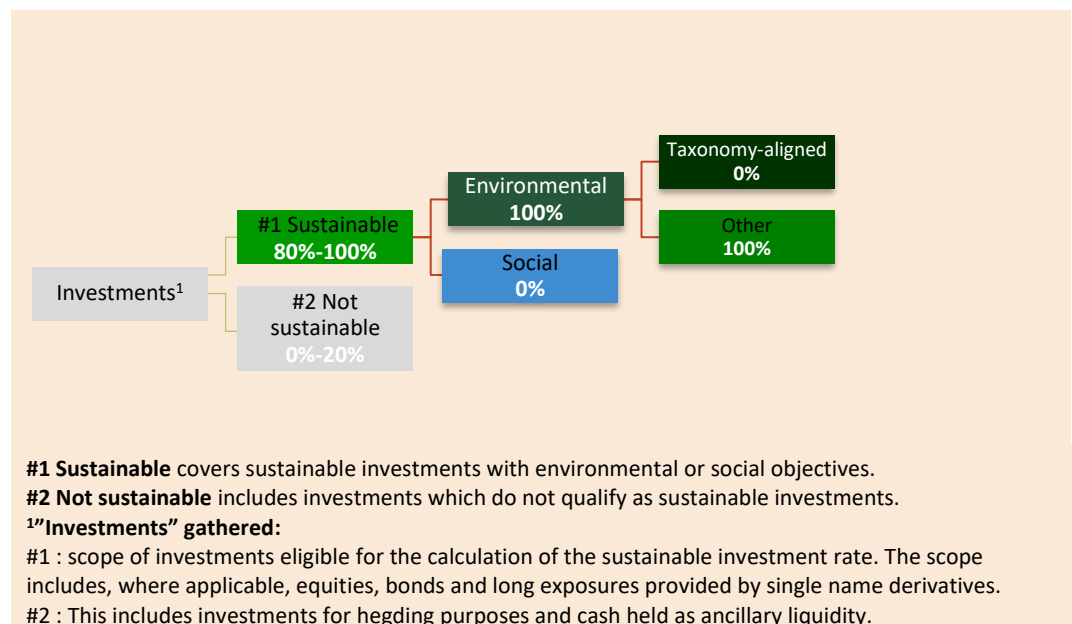 Taxonomy-aligned
0%
Environmental
100%
Other
100%
#1 Sustainable
80%-100%
Social
0%
Investments¹
#2 Not
sustainable
0%-20%
#1 Sustainable covers sustainable investments with environmental or social objectives.
#2 Not sustainable includes investments which do not qualify as sustainable investments.
¹”Investments” gathered:
#1 : scope of investments eligible for the calculation of the sustainable investment rate. The scope
includes, where applicable, equities, bonds and long exposures provided by single name derivatives.
#2 : This includes investments for hegding purposes and cash held as ancillary liquidity.